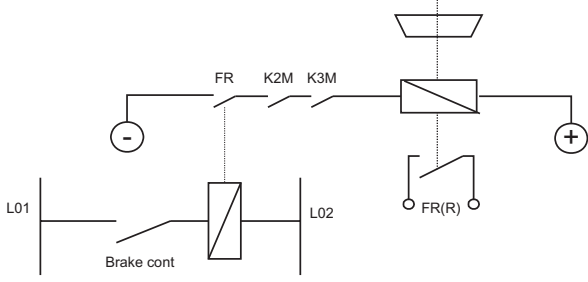 FR K2M K3M
-
+
FR(R)
L01
L02
Brake cont